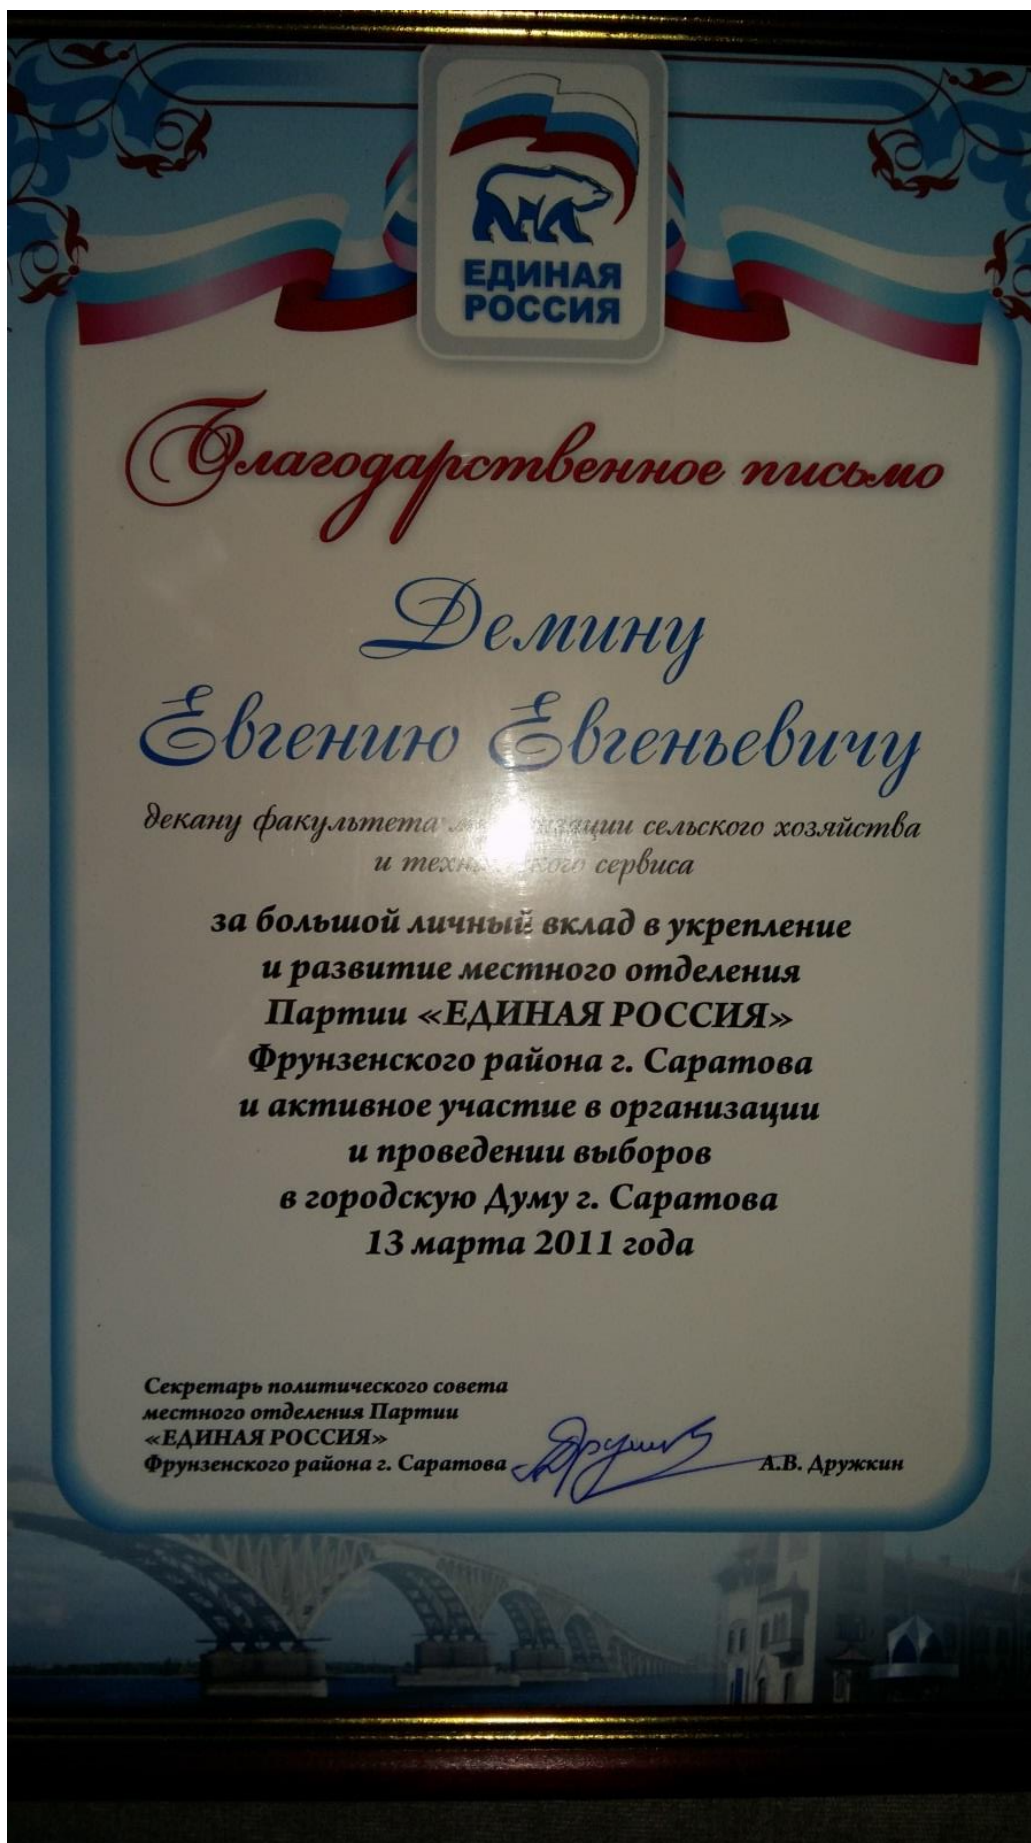 ЕДИНАЯ
РОССИЯ
Благодарственное письмо
Демину
Евгению Евгеньевичу
декану факультета сельского хозяйства
и сервиса
за большой личный вклад в укрепление
и развитие местного отделения
Партии «ЕДИНАЯ РОССИЯ»
Фрунзенского района г. Саратова
и активное участие в организации
и проведении выборов
в городскую Думу г. Саратова
13 марта 2011 года
Секретарь политического совета
местного отделения Партии
«ЕДИНАЯ РОССИЯ»
Фрунзенского района г. Саратова А.В. Дружкин